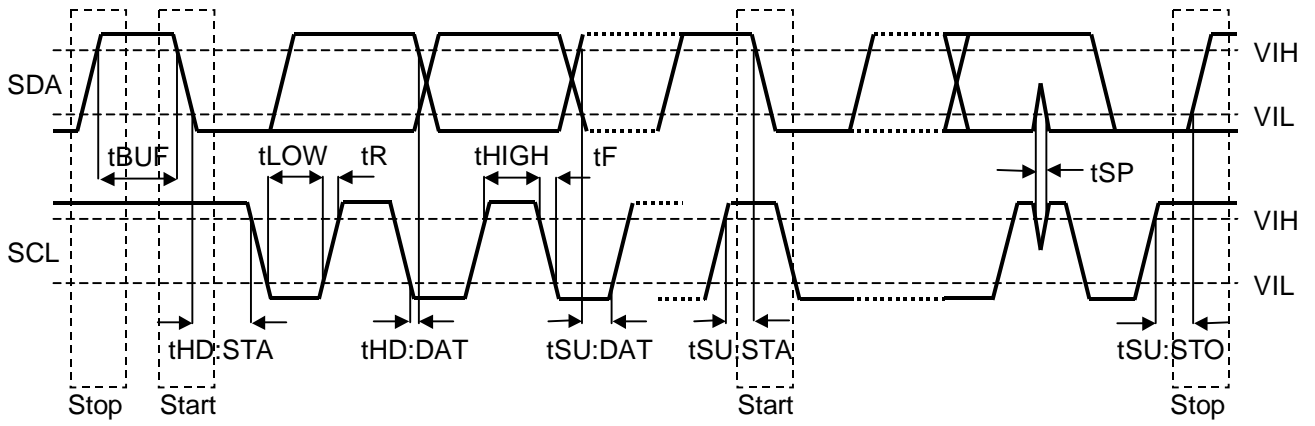 VIH
SDA
VIL
tBUF tLOW tR tHIGH tF tSP
VIH
SCL
VIL
tHD:STA tHD:DAT tSU:DAT tSU:STA tSU:STO
Stop Start Start Stop